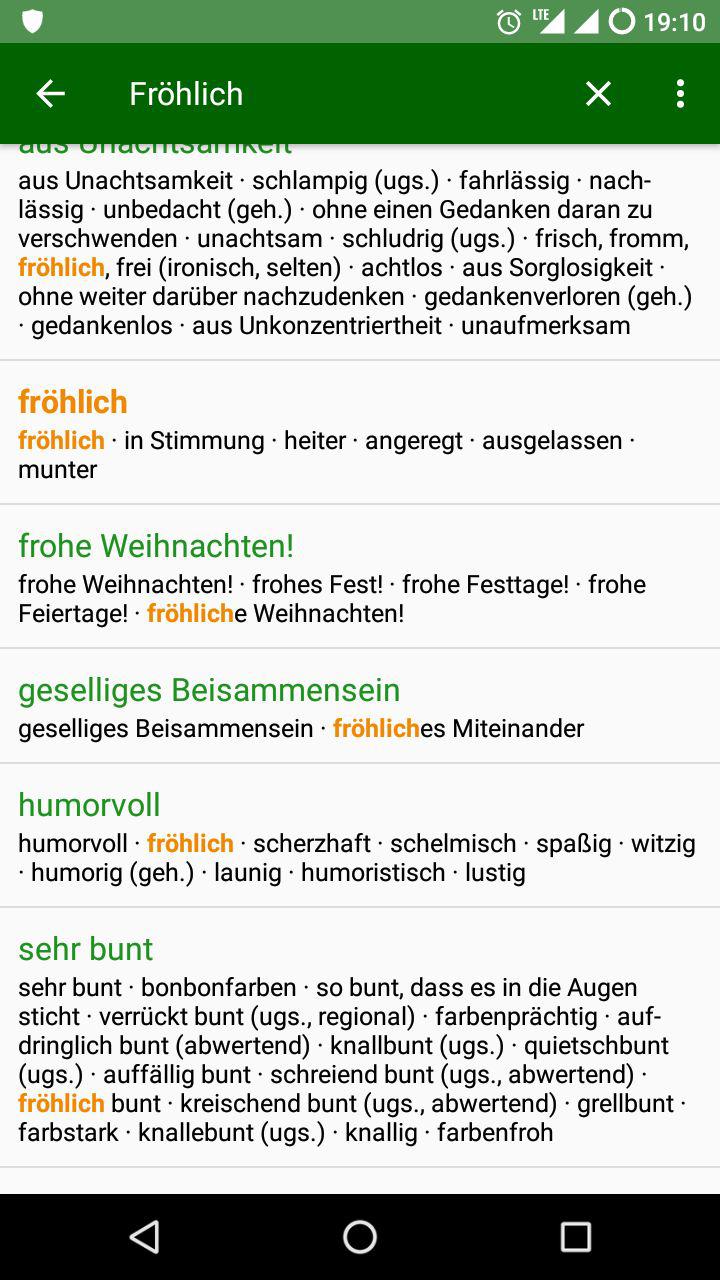 LTE 19:10
Fröhlich
aus Unachtsamkeit
aus Unachtsamkeit · schlampig (ugs.) · fahrlässig · nach-
lässig · unbedacht (geh.) · ohne einen Gedanken daran zu
verschwenden · unachtsam · schludrig (ugs.) · frisch, fromm,
fröhlich, frei (ironisch, selten) · achtlos · aus Sorglosigkeit ·
ohne weiter darüber nachzudenken · gedankenverloren (geh.)
· gedankenlos · aus Unkonzentriertheit · unaufmerksam
fröhlich
fröhlich · in Stimmung · heiter · angeregt · ausgelassen ·
munter
frohe Weihnachten!
frohe Weihnachten! · frohes Fest! · frohe Festtage! · frohe
Feiertage! · fröhliche Weihnachten!
geselliges Beisammensein
geselliges Beisammensein · fröhliches Miteinander
humorvoll
humorvoll · fröhlich · scherzhaft · schelmisch · spaßig · witzig
· humorig (geh.) · launig · humoristisch · lustig
sehr bunt
sehr bunt · bonbonfarben · so bunt, dass es in die Augen
sticht · verrückt bunt (ugs., regional) · farbenprächtig · auf-
dringlich bunt (abwertend) · knallbunt (ugs.) · quietschbunt
(ugs.) · auffällig bunt · schreiend bunt (ugs., abwertend) ·
fröhlich bunt · kreischend bunt (ugs., abwertend) · grellbunt ·
farbstark · knallebunt (ugs.) · knallig · farbenfroh